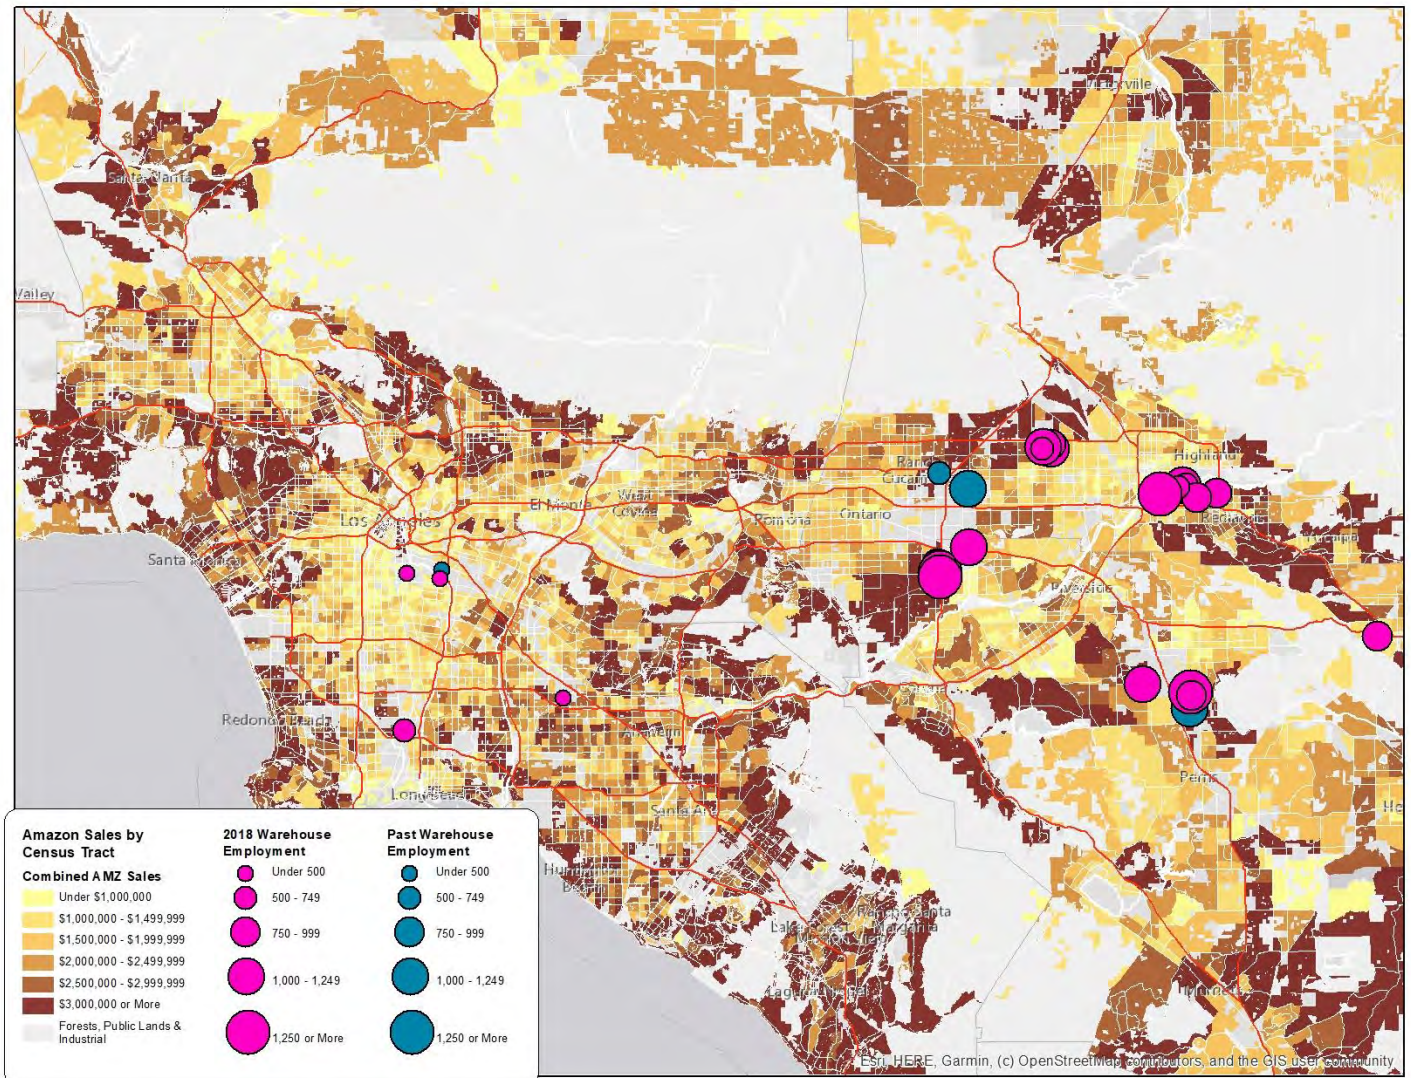 Victorville
Santa Clarita
Valley
Highland
Los Angeles
El Monte
West
Covina
Pomona
Ontario
Redlands
Yucaipa
Santa Monica
Riverside
Redondo Beach
Anaheim
Corona
Perris
Long Beach
Santa Ana
He
Rancho Santa
Margarita
Lake Forest
Laguna Niguel
Murrieta
Amazon Sales by
Census Tract
Combined AMZ Sales
Under $1,000,000
$1,000,000 - $1,499,999
$1,500,000 - $1,999,999
$2,000,000 - $2,499,999
$2,500,000 - $2,999,999
$3,000,000 or More
Forests, Public Lands &
Industrial
2018 Warehouse
Employment
Under 500
500 - 749
750 - 999
1,000 - 1,249
1,250 or More
Past Warehouse
Employment
Under 500
500 - 749
750 - 999
1,000 - 1,249
1,250 or More
Esri, HERE, Garmin, (c) OpenStreetMap contributors, and the GIS user community